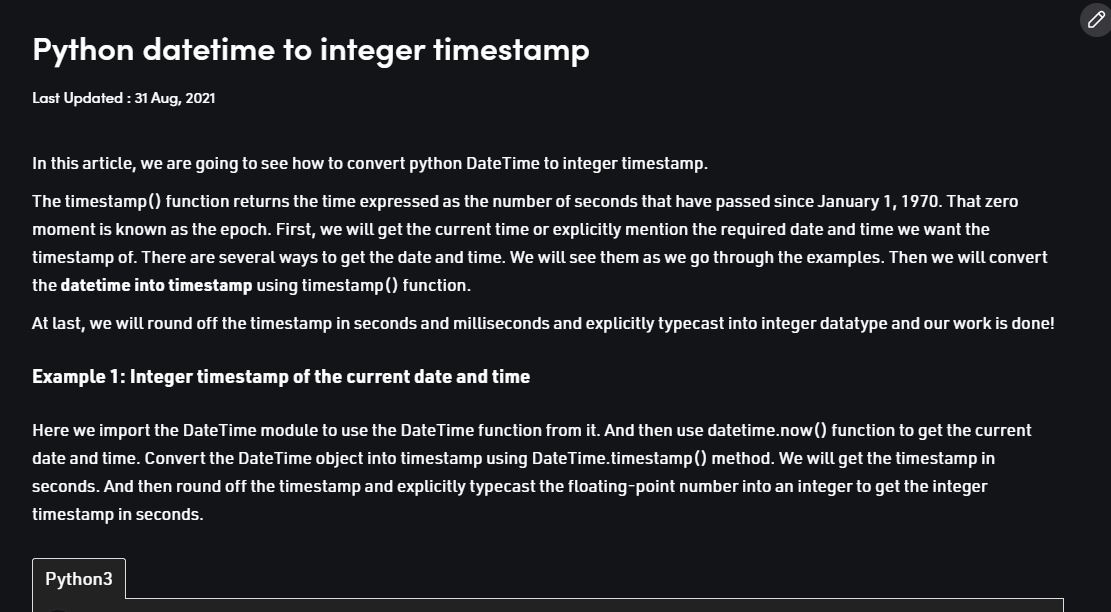 Python datetime to integer timestamp
Last Updated : 31 Aug, 2021
In this article, we are going to see how to convert python DateTime to integer timestamp.
The timestamp() function returns the time expressed as the number of seconds that have passed since January 1, 1970. That zero
moment is known as the epoch. First, we will get the current time or explicitly mention the required date and time we want the
timestamp of. There are several ways to get the date and time. We will see them as we go through the examples. Then we will convert
the datetime into timestamp using timestamp() function.
At last, we will round off the timestamp in seconds and milliseconds and explicitly typecast into integer datatype and our work is done!
Example 1: Integer timestamp of the current date and time
Here we import the DateTime module to use the DateTime function from it. And then use datetime.now() function to get the current
date and time. Convert the DateTime object into timestamp using DateTime.timestamp() method. We will get the timestamp in
seconds. And then round off the timestamp and explicitly typecast the floating-point number into an integer to get the integer
timestamp in seconds.
Python3